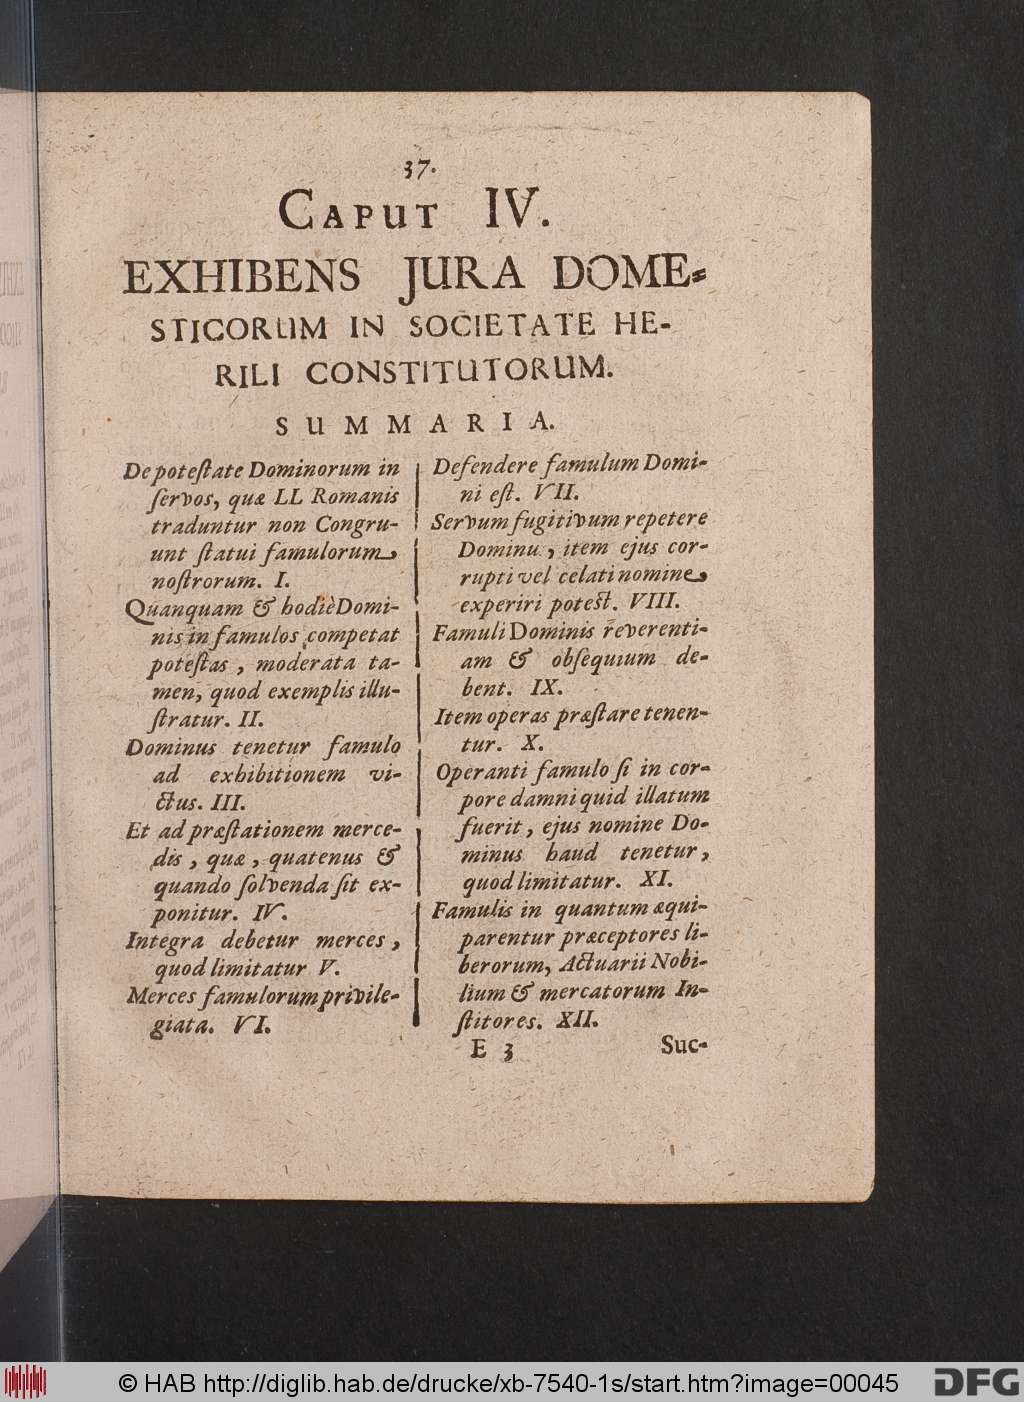 37.
CAPUT IV.
EXHIBENS JURA DOME-
STICORUM IN SOCIETATE HE-
RILI CONSTITUTORUM.
SUMMARIA.
De poteſtate Dominorum in
ſervos, quæ LL Romanis
traduntur non Congru-
unt ſtatui famulorum,
noſtrorum. I.
Quanquam & hodiè Domi-
nis in famulos competat
poteſtas, moderata ta-
men, quod exemplis illu-
ſtratur. II.
Dominus tenetur famulo
ad exhibitionem vi-
ctus. III.
Et ad præſtationem merce-
dis, quæ, quatenus &
quando ſolvenda ſit ex-
ponitur. IV.
Integra debetur merces,
quod limitatur V.
Merces famulorum privile-
giata. VI.
Defendere famulum Domi-
ni eſt. VII.
Servum fugitivum repetere
Dominu, item ejus cor-
rupti vel celati nomine,
experiri poteſt. VIII.
Famuli Dominis reverenti-
am & obſequium de-
bent. IX.
Item operas præſtare tenen-
tur. X.
Operanti famulo ſi in cor-
pore damni quid illatum
fuerit, ejus nomine Do-
minus haud tenetur,
quod limitatur. XI.
Famulis in quantum æqui-
parentur præceptores li-
berorum, Actuarii Nobi-
lium & mercatorum In-
ſtitores. XII.
E 3 Suc-
© HAB http://diglib.hab.de/drucke/xb-7540-1s/start.htm?image=00045
DFG